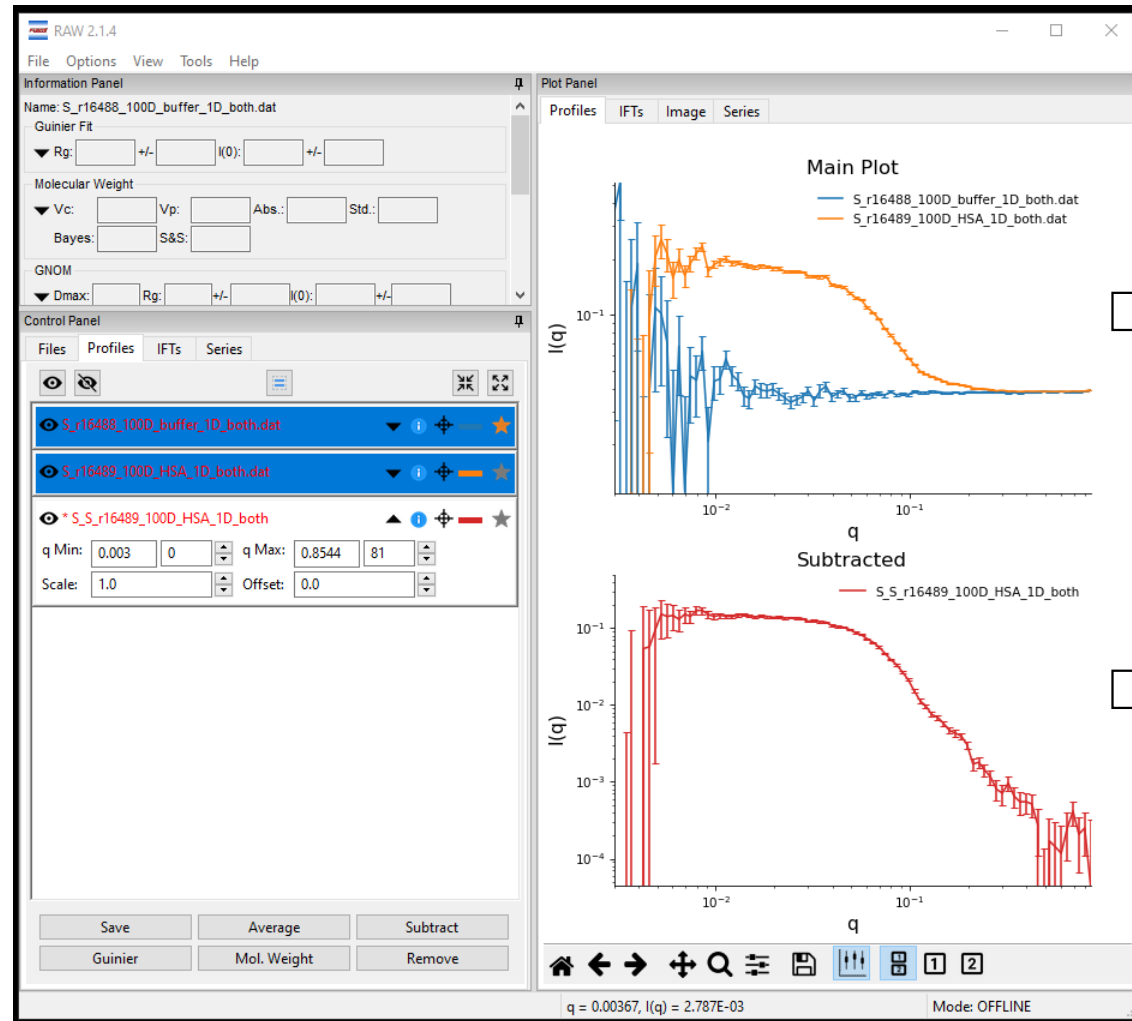 RAW 2.1.4
File Options View Tools Help
Information Panel
Name: S_r16488_100D_buffer_1D_both.dat
Guinier Fit
Rg: +/- I(0): +/-
Molecular Weight
Vc: Vp: Abs.: Std.:
Bayes: S&S:
GNOM
Dmax: Rg: +/- I(0): +/-
Control Panel
Files Profiles IFTs Series
S_r16488_100D_buffer_1D_both.dat
S_r16489_100D_HSA_1D_both.dat
* S_S_r16489_100D_HSA_1D_both
q Min: 0.003 0 q Max: 0.8544 81
Scale: 1.0 Offset: 0.0
Save Average Subtract
Guinier Mol. Weight Remove
Plot Panel
Profiles IFTs Image Series
Main Plot
S_r16488_100D_buffer_1D_both.dat
S_r16489_100D_HSA_1D_both.dat
10⁻¹
I(q)
10⁻² 10⁻¹
q
Subtracted
S_S_r16489_100D_HSA_1D_both
10⁻¹
10⁻²
I(q)
10⁻³
10⁻⁴
10⁻² 10⁻¹
q
1 2 1 2
q = 0.00367, I(q) = 2.787E-03 Mode: OFFLINE